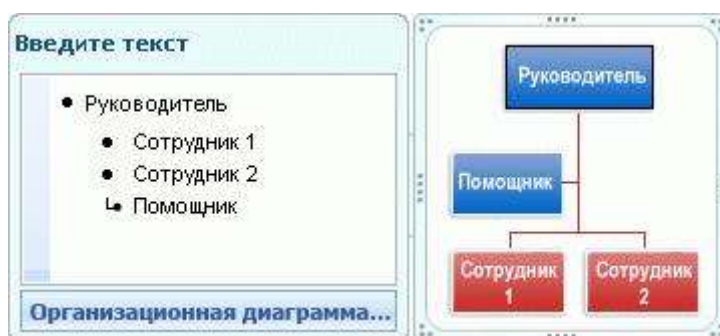 Введите текст
Руководитель
Сотрудник 1
Сотрудник 2
Помощник
Организационная диаграмма...
Руководитель
Помощник
Сотрудник
1
Сотрудник
2